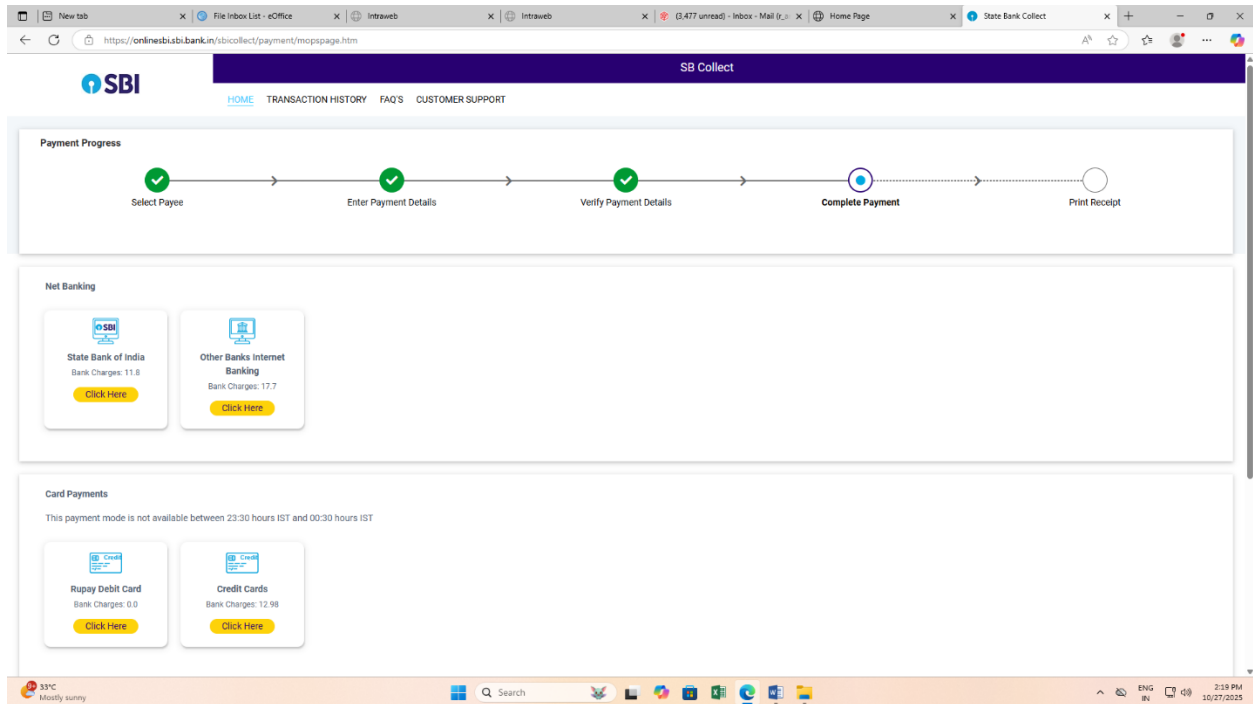 New tab
File Inbox List - eOffice
Intraweb
Intraweb
(3,477 unread) - Inbox - Mail (r_
Home Page
State Bank Collect
https://onlinesbi.sbi.bank.in/sbicollect/payment/mopspage.htm
SBI
SB Collect
HOME TRANSACTION HISTORY FAQ'S CUSTOMER SUPPORT
Payment Progress
Select Payee
Enter Payment Details
Verify Payment Details
Complete Payment
Print Receipt
Net Banking
SBI
State Bank of India
Bank Charges: 11.8
Click Here
Other Banks Internet
Banking
Bank Charges: 17.7
Click Here
Card Payments
This payment mode is not available between 23:30 hours IST and 00:30 hours IST
Credit
Rupay Debit Card
Bank Charges: 0.0
Click Here
Credit
Credit Cards
Bank Charges: 12.98
Click Here
9+
33°C
Mostly sunny
Search
ENG
IN
2:19 PM
10/27/2025